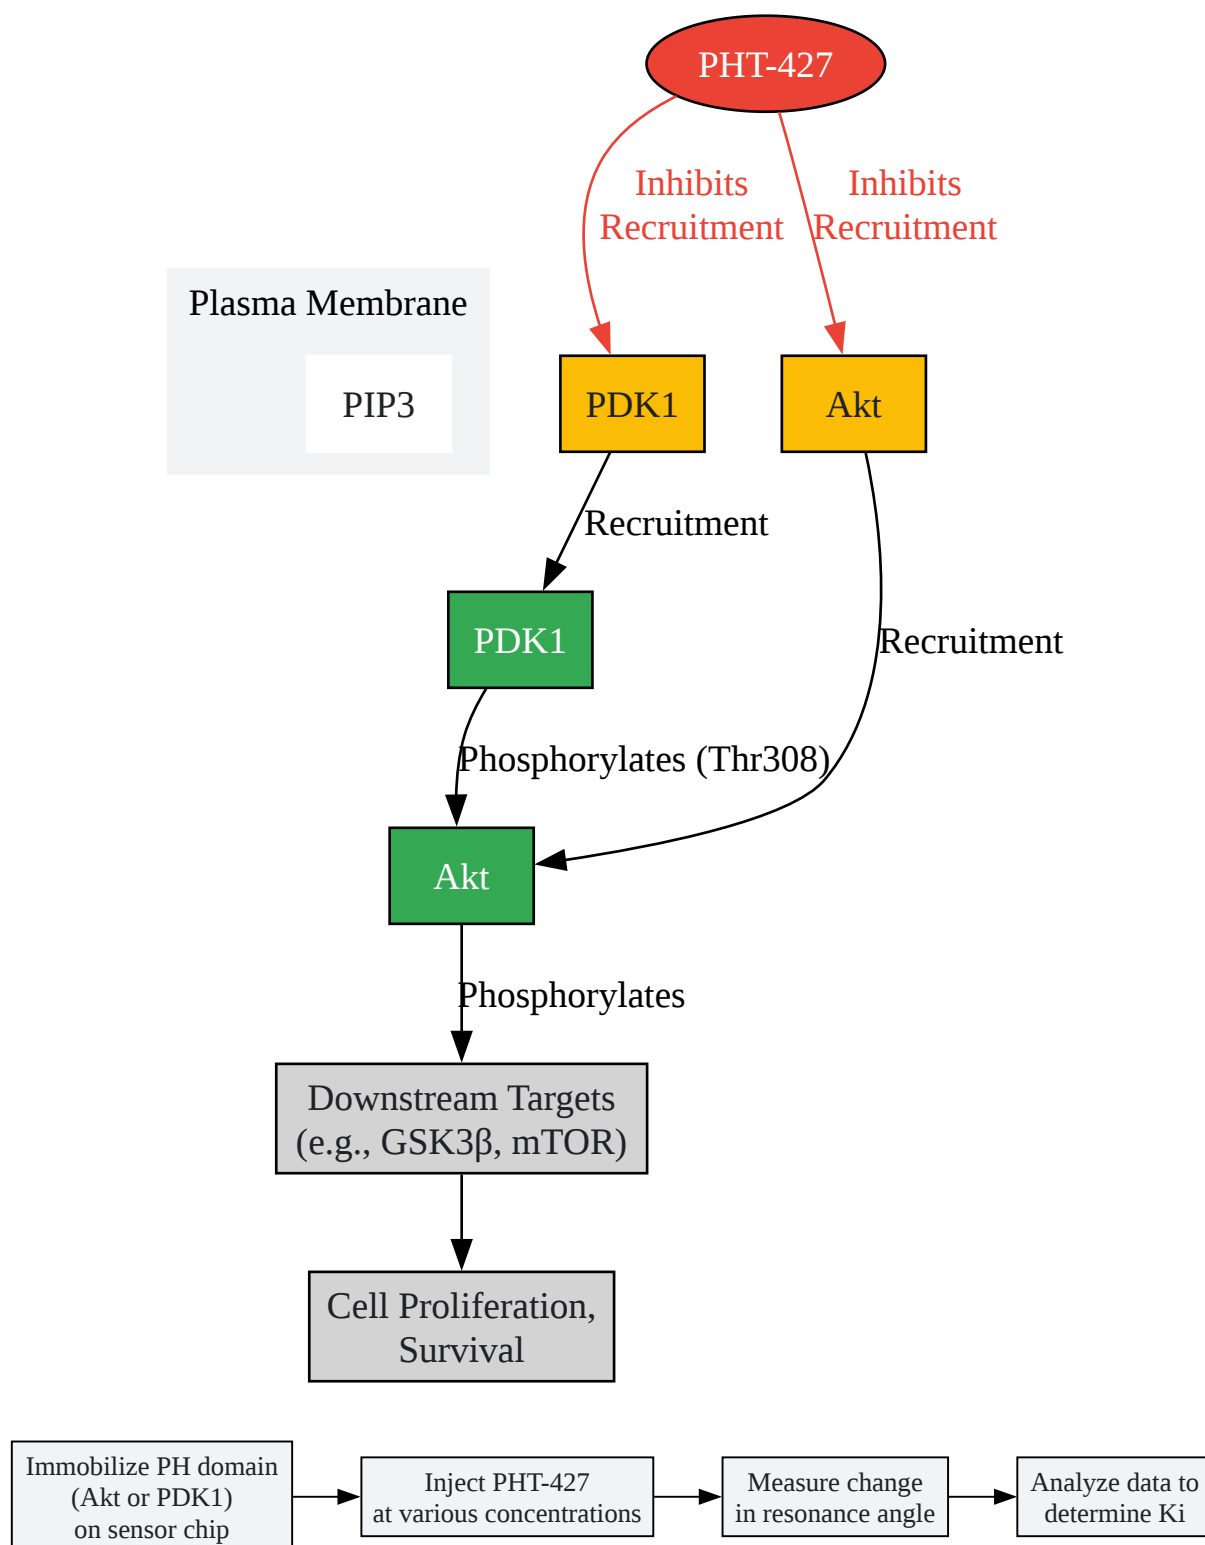 PHT-427
Inhibits
Recruitment
Inhibits
Recruitment
Plasma Membrane
PIP3
PDK1
Akt
Recruitment
PDK1
Recruitment
Phosphorylates (Thr308)
Akt
Phosphorylates
Downstream Targets
(e.g., GSK3β, mTOR)
Cell Proliferation,
Survival
Immobilize PH domain
(Akt or PDK1)
on sensor chip
Inject PHT-427
at various concentrations
Measure change
in resonance angle
Analyze data to
determine Ki